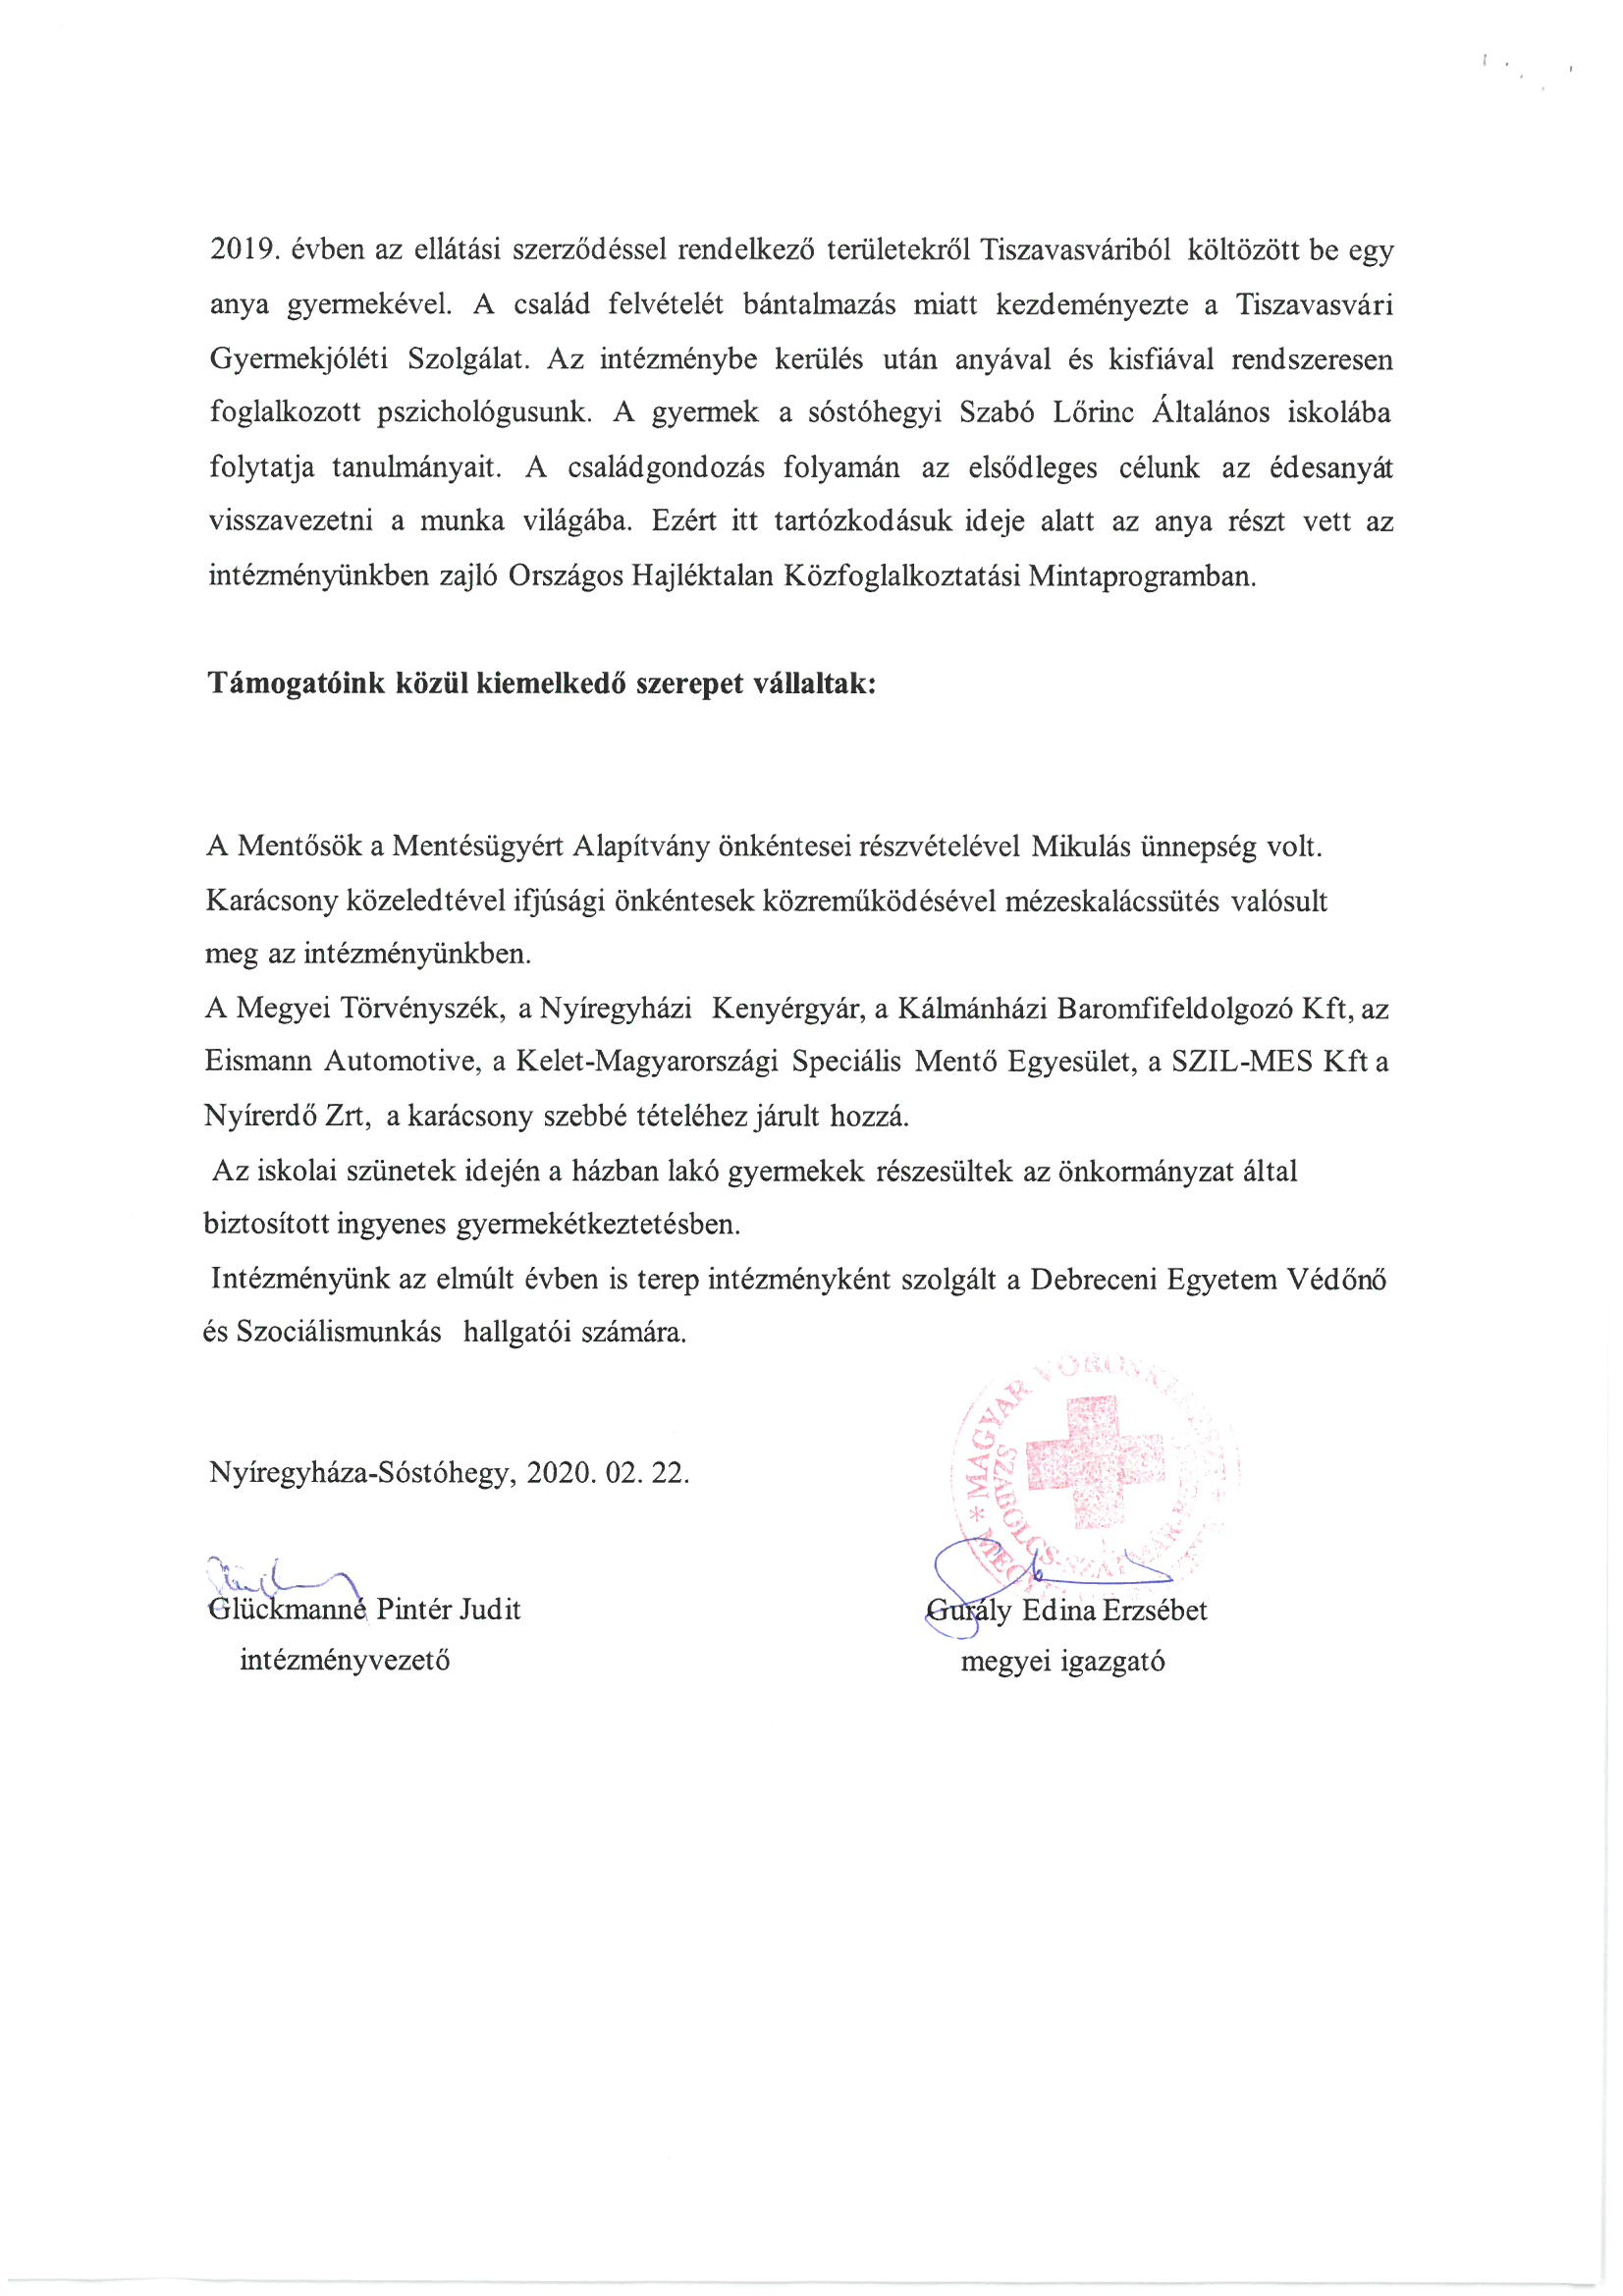 2019. évben az ellátási szerződéssel rendelkező területekről Tiszavasváriból költözött be egy
anya gyermekével. A család felvételét bántalmazás miatt kezdeményezte a Tiszavasvári
Gyermekjóléti Szolgálat. Az intézménybe kerülés után anyával és kisfiával rendszeresen
foglalkozott pszichológusunk. A gyermek a sóstóhegyi Szabó Lőrinc Általános iskolába
folytatja tanulmányait. A családgondozás folyamán az elsődleges célunk az édesanyát
visszavezetni a munka világába. Ezért itt tartózkodásuk ideje alatt az anya részt vett az
intézményünkben zajló Országos Hajléktalan Közfoglalkoztatási Mintaprogramban.
Támogatóink közül kiemelkedő szerepet vállaltak:
A Mentősök a Mentésügyért Alapítvány önkéntesei részvételével Mikulás ünnepség volt.
Karácsony közeledtével ifjúsági önkéntesek közreműködésével mézeskalácssütés valósult
meg az intézményünkben.
A Megyei Törvényszék, a Nyíregyházi Kenyérgyár, a Kálmánházi Baromfifeldolgozó Kft, az
Eismann Automotive, a Kelet-Magyarországi Speciális Mentő Egyesület, a SZIL-MES Kft a
Nyírerdő Zrt, a karácsony szebbé tételéhez járult hozzá.
Az iskolai szünetek idején a házban lakó gyermekek részesültek az önkormányzat által
biztosított ingyenes gyermekétkeztetésben.
Intézményünk az elmúlt évben is terep intézményként szolgált a Debreceni Egyetem Védőnő
és Szociálismunkás hallgatói számára.
* MAGYAR VÖRÖSKERESZT *
SZABOLCS-SZATMÁR-
Nyíregyháza-Sóstóhegy, 2020. 02. 22.
Glückmanné Pintér Judit
Gurály Edina Erzsébet
intézményvezető
megyei igazgató